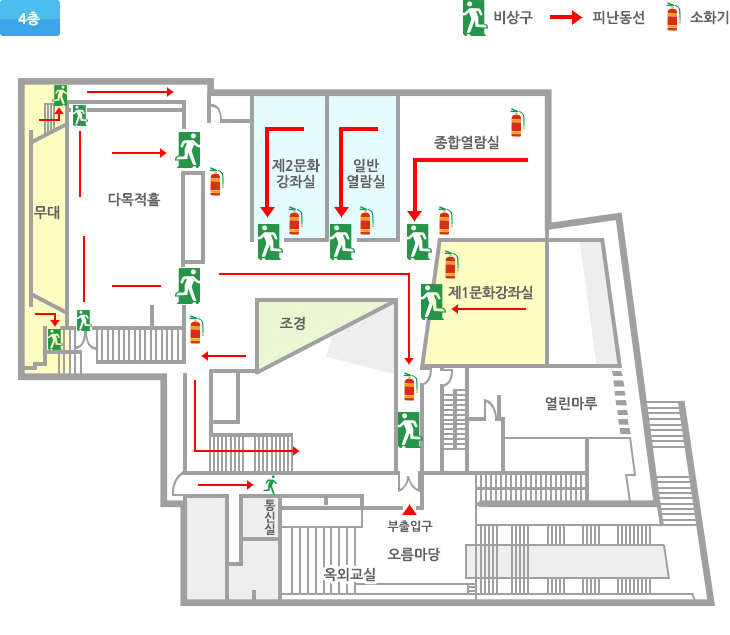 4층
비상구
피난동선
소화기
종합열람실
제2문화
강좌실
일반
열람실
다목적홀
무대
제1문화강좌실
조경
열린마루
통신실
부출입구
오름마당
옥외교실